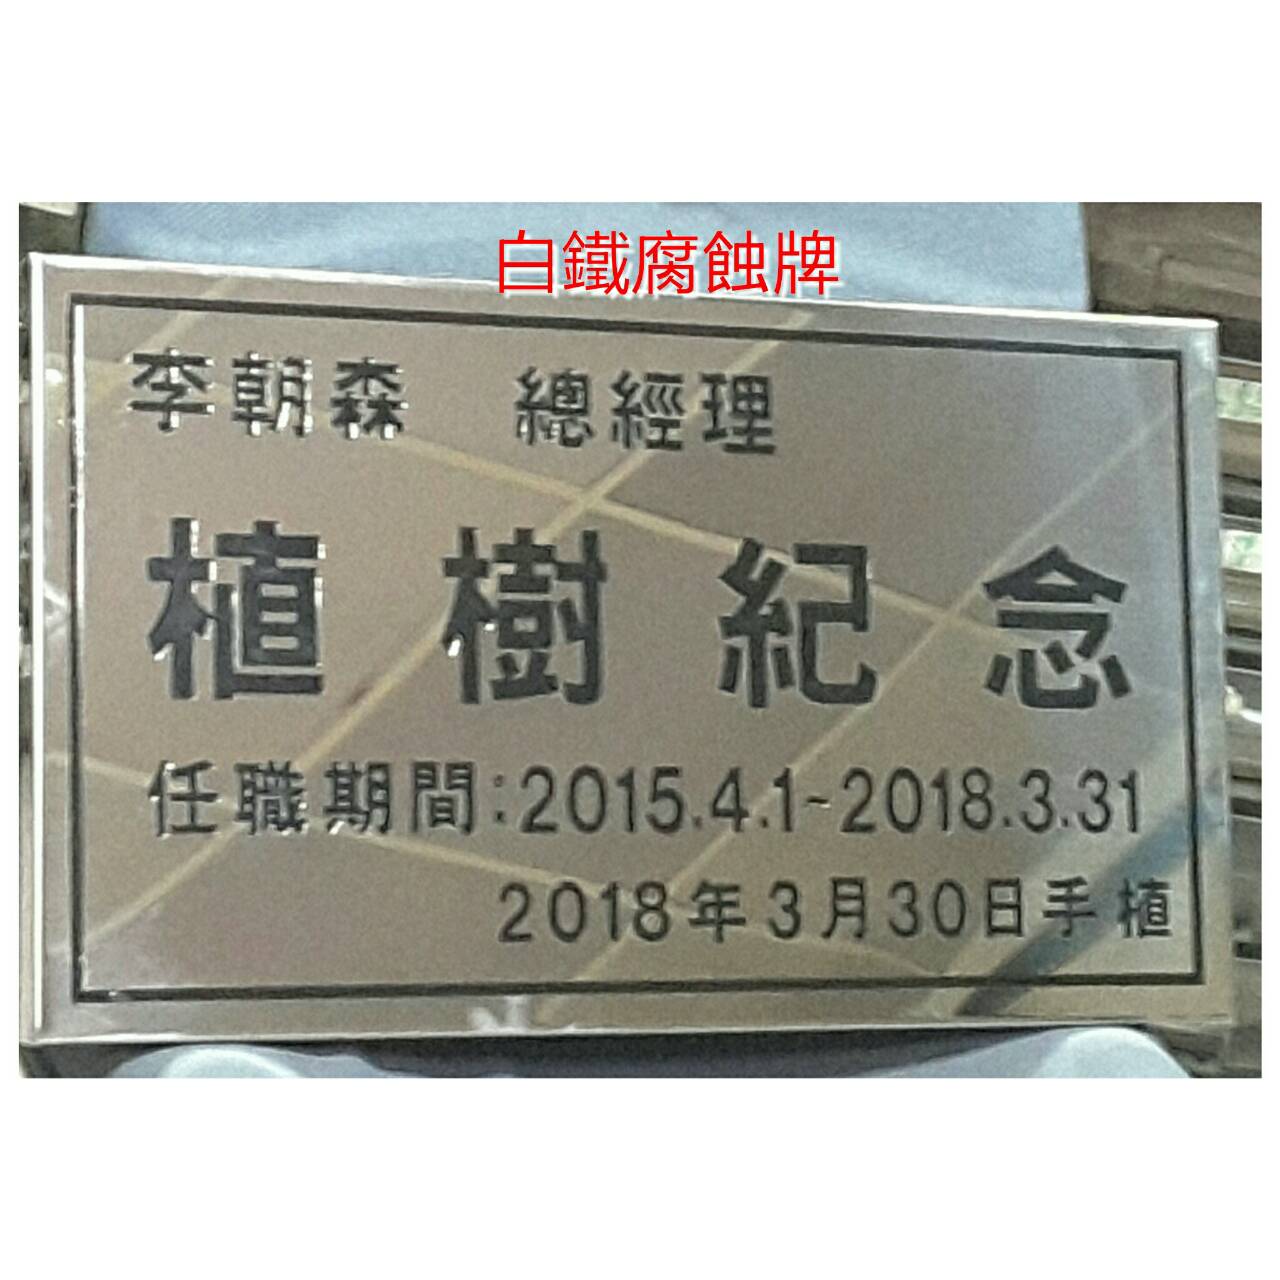 白鐵腐蝕牌
李朝森 總經理
植樹紀念
任職期間:2015.4.1-2018.3.31
2018年3月30日手植